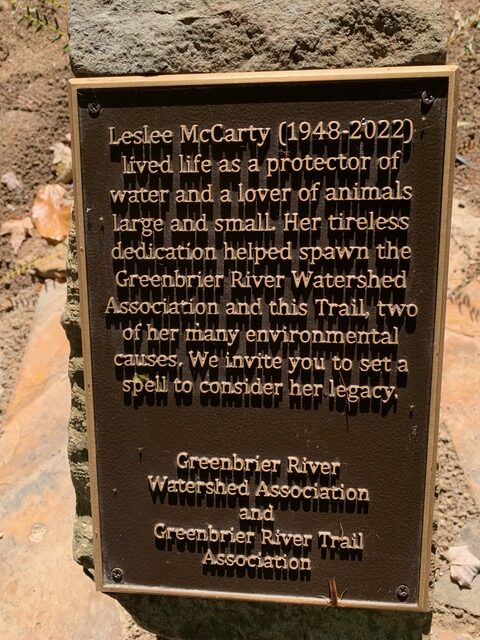 Leslee McCarty (1948-2022)
lived life as a protector of
water and a lover of animals
large and small. Her tireless
dedication helped spawn the
Greenbrier River Watershed
Association and this Trail, two
of her many environmental
causes. We invite you to set a
spell to consider her legacy.
Greenbrier River
Watershed Association
and
Greenbrier River Trail
Association